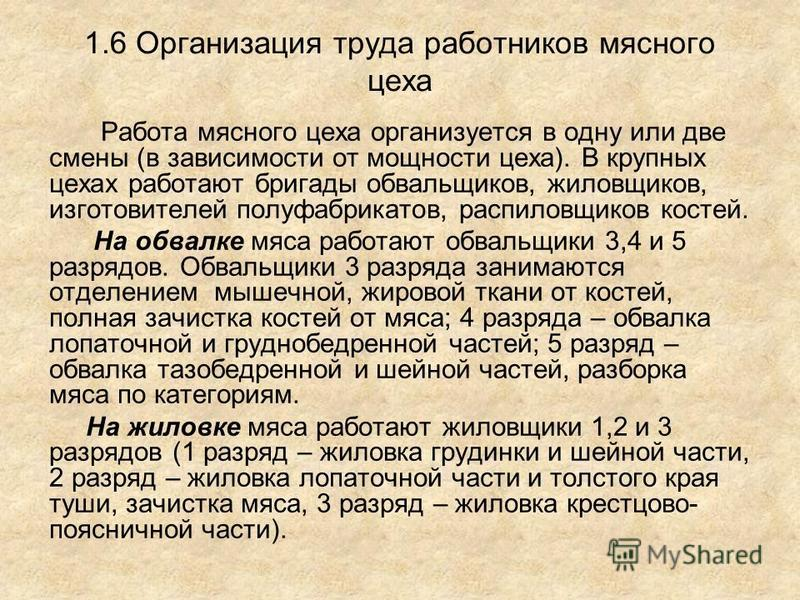 1.6 Организация труда работников мясного
цеха
Работа мясного цеха организуется в одну или две
смены (в зависимости от мощности цеха). В крупных
цехах работают бригады обвальщиков, жиловщиков,
изготовителей полуфабрикатов, распиловщиков костей.
На обвалке мяса работают обвальщики 3,4 и 5
разрядов. Обвальщики 3 разряда занимаются
отделением мышечной, жировой ткани от костей,
полная зачистка костей от мяса; 4 разряда – обвалка
лопаточной и груднобедренной частей; 5 разряд –
обвалка тазобедренной и шейной частей, разборка
мяса по категориям.
На жиловке мяса работают жиловщики 1,2 и 3
разрядов (1 разряд – жиловка грудинки и шейной части,
2 разряд – жиловка лопаточной части и толстого края
туши, зачистка мяса, 3 разряд – жиловка крестцово-
поясничной части).
MyShared